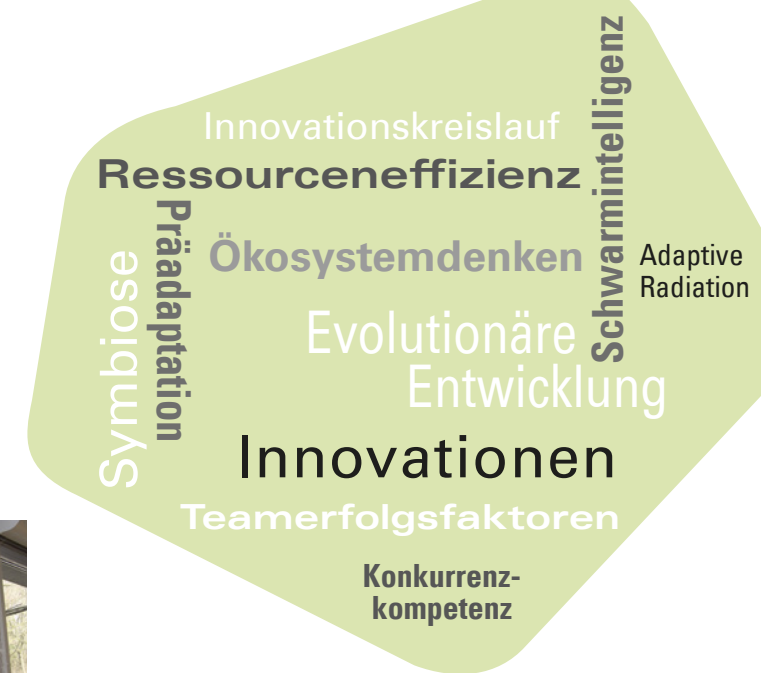 Innovationskreislauf
Ressourceneffizienz
Schwarmintelligenz
Präadaptation
Ökosystemdenken
Adaptive
Radiation
Symbiose
Evolutionäre
Entwicklung
Innovationen
Teamerfolgsfaktoren
Konkurrenz-
kompetenz